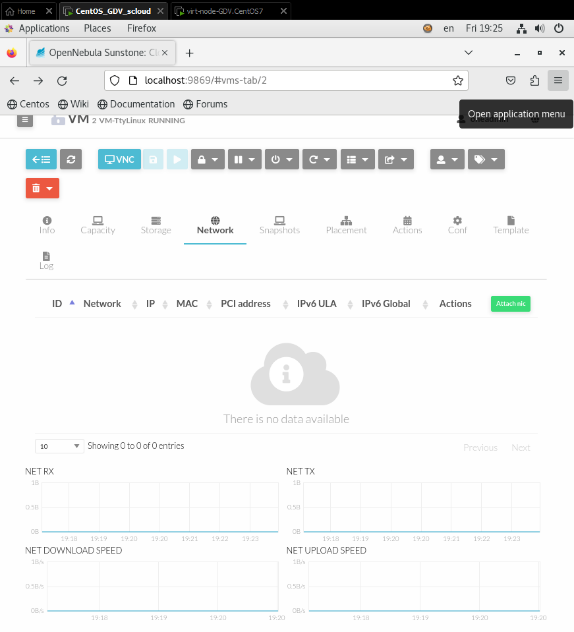 Home CentOS_GDV_scloud virt-node-GDV.CentOS7
Applications Places Firefox en Fri 19:25
OpenNebula Sunstone: Clo
localhost:9869/#vms-tab/2
Centos Wiki Documentation Forums
Open application menu
VM 2 VM-TtyLinux RUNNING
VNC
Info Capacity Storage Network Snapshots Placement Actions Conf Template
Log
ID Network IP MAC PCI address IPv6 ULA IPv6 Global Actions Attach nic
There is no data available
10 Showing 0 to 0 of 0 entries Previous Next
NET RX NET TX
1B 1B
0.5B 0.5B
0B 0B
19:18 19:19 19:20 19:20 19:21 19:22 19:23 19:18 19:19 19:20 19:20 19:21 19:22 19:23
NET DOWNLOAD SPEED NET UPLOAD SPEED
1B/s 1B/s
0.5B/s 0.5B/s
0B/s 0B/s
19:18 19:19 19:20 19:18 19:19 19:20